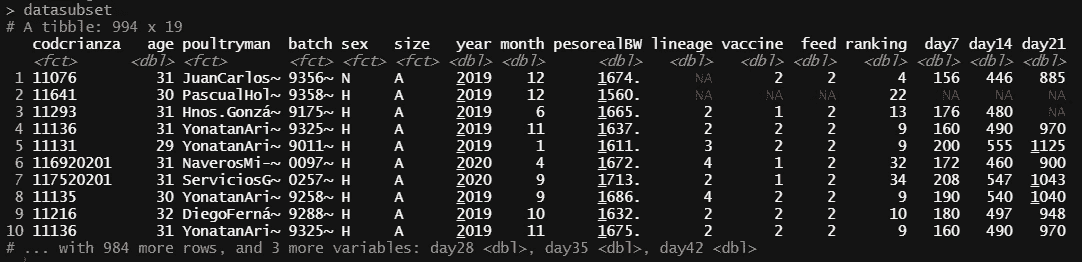 > datasubset
# A tibble: 994 x 19
codcrianza age poultryman batch sex size year month pesorealBW lineage vaccine feed ranking day7 day14 day21
<fct> <dbl> <fct> <fct> <fct> <fct> <dbl> <dbl> <dbl> <dbl> <dbl> <dbl> <dbl> <dbl> <dbl> <dbl>
1 11076 31 JuanCarlos~ 9356~ N A 2019 12 1674. NA 2 2 4 156 446 885
2 11641 30 PascualHol~ 9358~ H A 2019 12 1560. NA NA NA 22 NA NA NA
3 11293 31 Hnos.Gonzá~ 9175~ H A 2019 6 1665. 2 1 2 13 176 480 NA
4 11136 31 YonatanAri~ 9325~ H A 2019 11 1637. 2 2 2 9 160 490 970
5 11131 29 YonatanAri~ 9011~ H A 2019 1 1611. 3 2 2 9 200 555 1125
6 116920201 31 NaverosMi~ 0097~ H A 2020 4 1672. 4 1 2 32 172 460 900
7 117520201 31 ServiciosG~ 0257~ H A 2020 9 1713. 2 1 2 34 208 547 1043
8 11135 30 YonatanAri~ 9258~ H A 2019 9 1686. 4 2 2 9 190 540 1040
9 11216 32 DiegoFerná~ 9288~ H A 2019 10 1632. 2 2 2 10 180 497 948
10 11136 31 YonatanAri~ 9325~ H A 2019 11 1675. 2 2 2 9 160 490 970
# ... with 984 more rows, and 3 more variables: day28 <dbl>, day35 <dbl>, day42 <dbl>